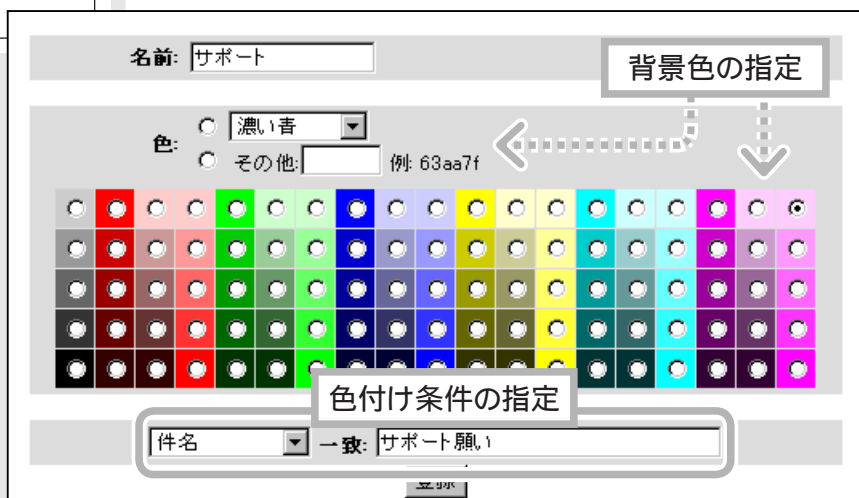 名前: サポート
背景色の指定
色: 濃い青
その他: 例: 63aa7f
色付け条件の指定
件名 一致: サポート願い
登録